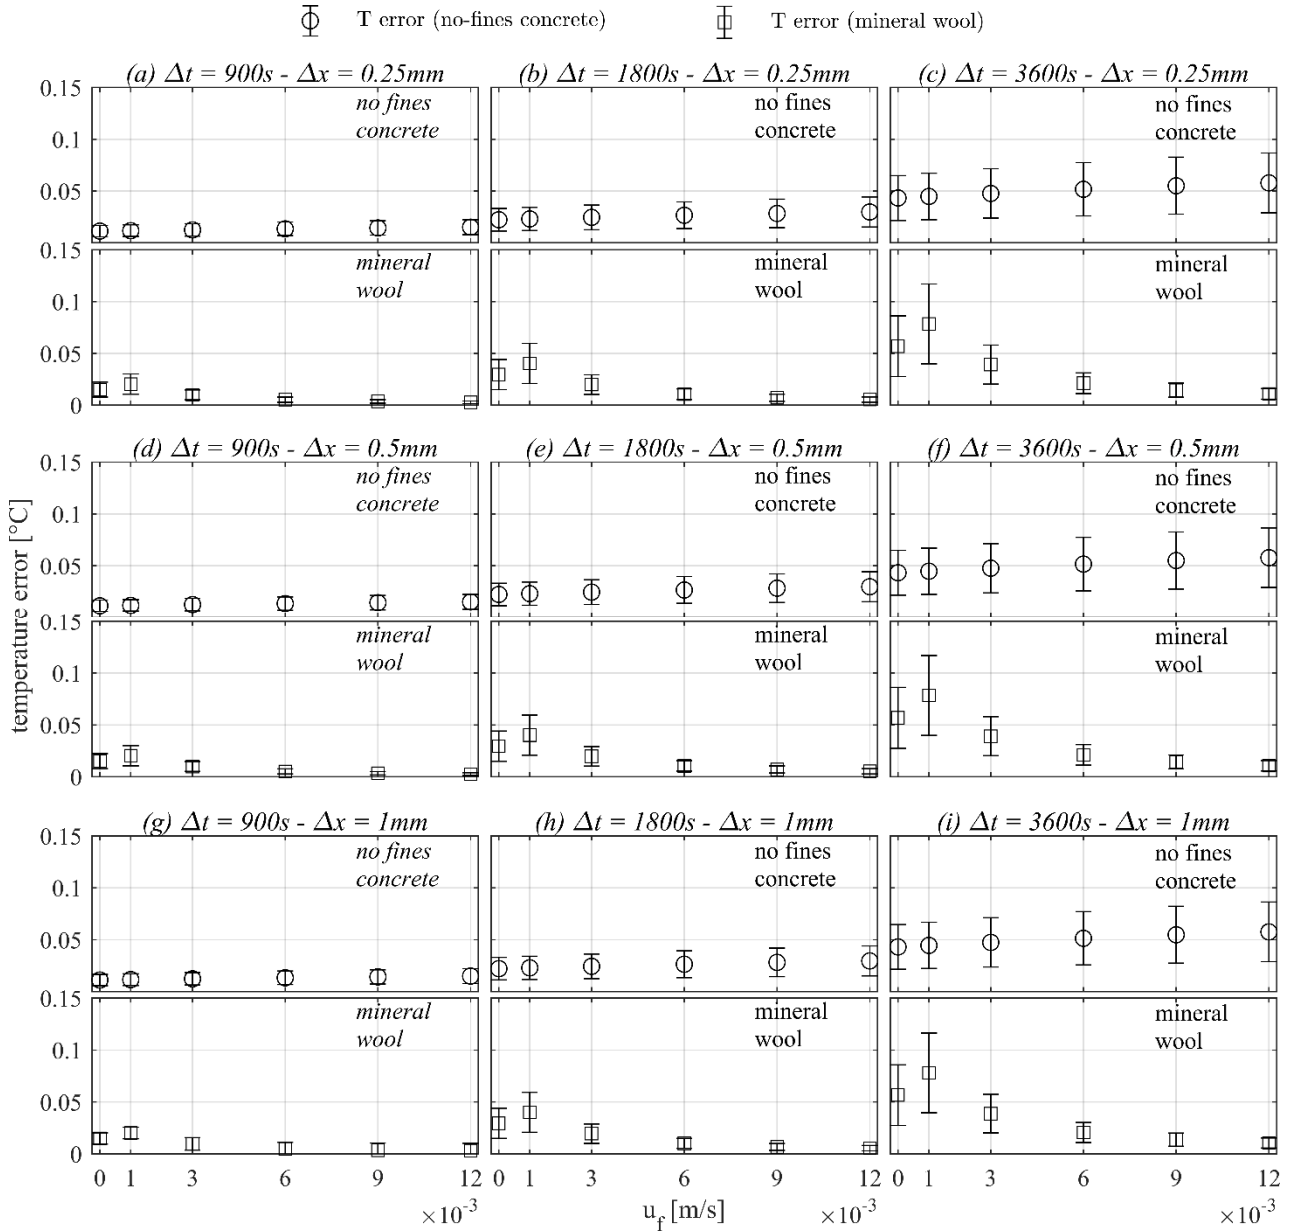 T error (no-fines concrete)
T error (mineral wool)
(a) Δt = 900s - Δx = 0.25mm
(b) Δt = 1800s - Δx = 0.25mm
(c) Δt = 3600s - Δx = 0.25mm
0.15
0.1
0.05
no fines
concrete
no fines
concrete
no fines
concrete
0.15
0.1
0.05
0
mineral
wool
mineral
wool
mineral
wool
(d) Δt = 900s - Δx = 0.5mm
(e) Δt = 1800s - Δx = 0.5mm
(f) Δt = 3600s - Δx = 0.5mm
temperature error [°C]
0.15
0.1
0.05
no fines
concrete
no fines
concrete
no fines
concrete
0.15
0.1
0.05
0
mineral
wool
mineral
wool
mineral
wool
(g) Δt = 900s - Δx = 1mm
(h) Δt = 1800s - Δx = 1mm
(i) Δt = 3600s - Δx = 1mm
0.15
0.1
0.05
no fines
concrete
no fines
concrete
no fines
concrete
0.15
0.1
0.05
0
mineral
wool
mineral
wool
mineral
wool
0 1 3 6 9 12
0 1 3 6 9 12
0 1 3 6 9 12
×10⁻³
u_f [m/s]
×10⁻³
×10⁻³